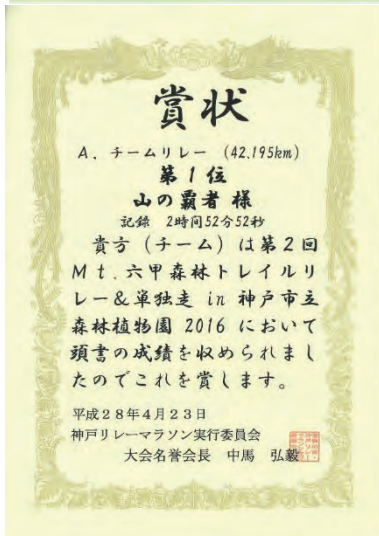 賞状
A．チームリレー（42.195km）
第1位
山の覇者 様
記録 2時間52分52秒
貴方（チーム）は第2回
Mt.六甲森林トレイルリ
レー&単独走 in 神戸市立
森林植物園 2016 において
頭書の成績を収められまし
たのでこれを賞します。
平成28年4月23日
神戸リレーマラソン実行委員会
大会名誉会長 中馬 弘毅